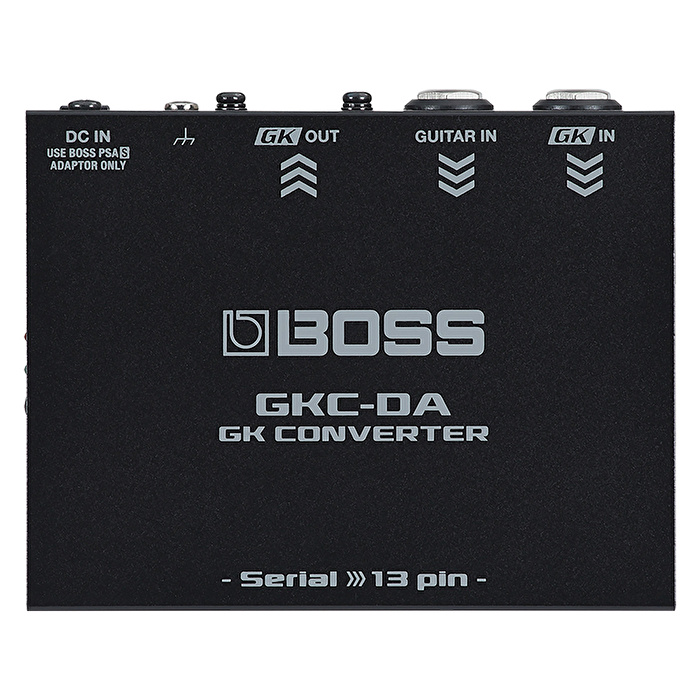 DC IN
USE BOSS PSA S
ADAPTOR ONLY
GK OUT
GUITAR IN
GK IN
BOSS
GKC-DA
GK CONVERTER
- Serial >>> 13 pin -